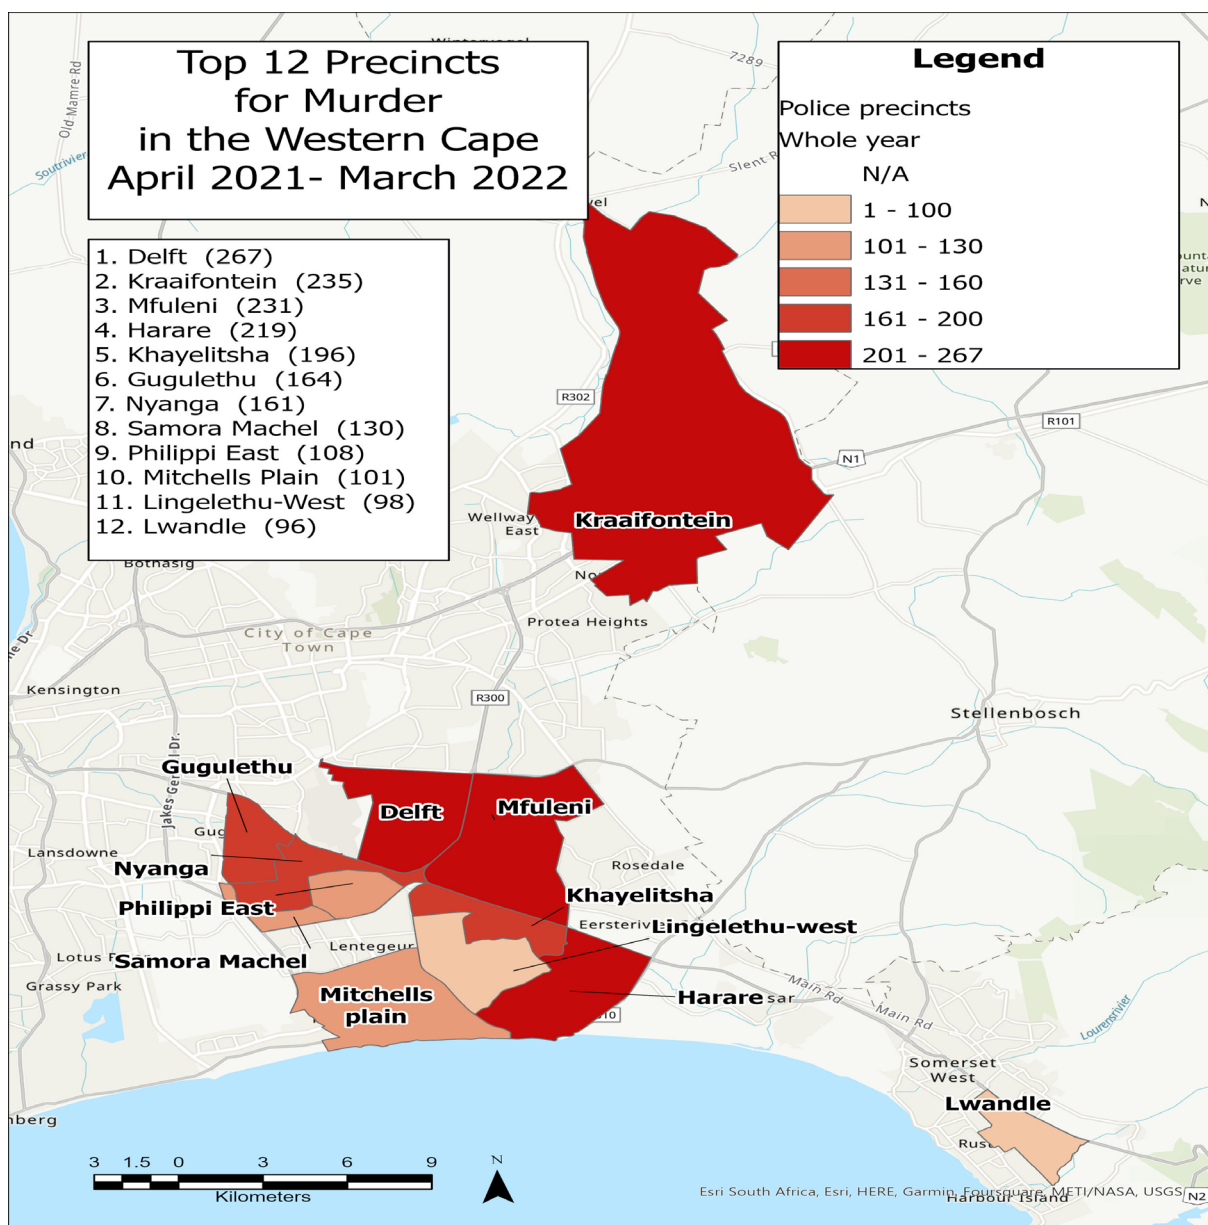 Top 12 Precincts
for Murder
in the Western Cape
April 2021- March 2022
Legend
Police precincts
Whole year
N/A
1 - 100
101 - 130
131 - 160
161 - 200
201 - 267
1. Delft (267)
2. Kraaifontein (235)
3. Mfuleni (231)
4. Harare (219)
5. Khayelitsha (196)
6. Gugulethu (164)
7. Nyanga (161)
8. Samora Machel (130)
9. Philippi East (108)
10. Mitchells Plain (101)
11. Lingelethu-West (98)
12. Lwandle (96)
Old Mamre Rd
Soutrivier
7289
R302
R101
N1
Wellway
East
Kraaifontein
Bothasig
Protea Heights
City of Cape
Town
Kensington
R300
Stellenbosch
Jakes Gerwel Dr.
Gugulethu
Delft
Mfuleni
Lansdowne
Nyanga
Rosedale
Philippi East
Khayelitsha
Eersteriv
Lingelethu-west
Lentegeur
Samora Machel
Grassy Park
Mitchells
plain
Harare
sar
Main Rd
Main Rd
Lourensrivier
Somerset
West
Lwandle
3 1.5 0 3 6 9
Kilometers
N
Esri South Africa, Esri, HERE, Garmin, Foursquare, METI/NASA, USGS
Harbour Island
N2